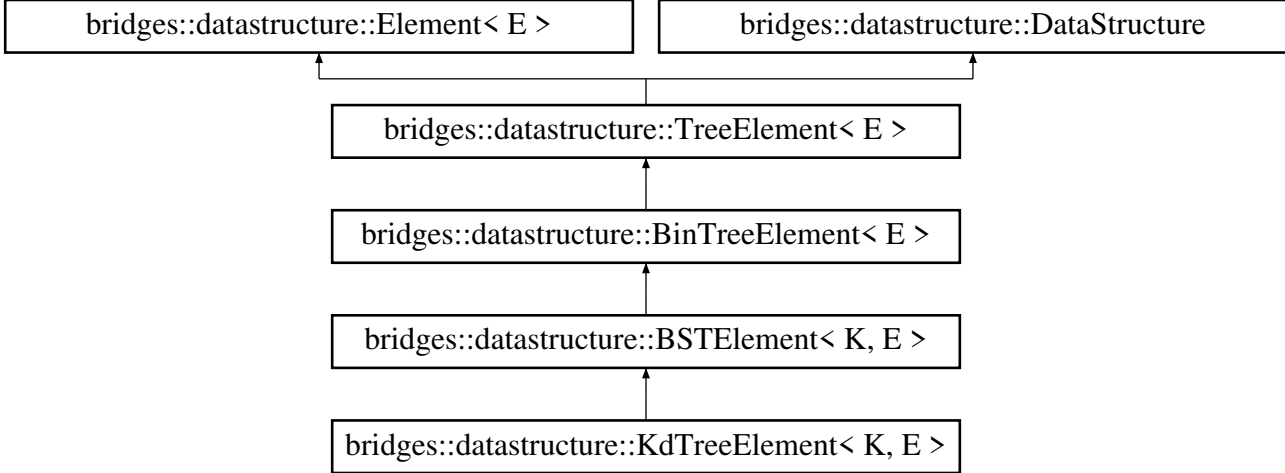 bridges::datastructure::Element< E >
bridges::datastructure::DataStructure
bridges::datastructure::TreeElement< E >
bridges::datastructure::BinTreeElement< E >
bridges::datastructure::BSTElement< K, E >
bridges::datastructure::KdTreeElement< K, E >